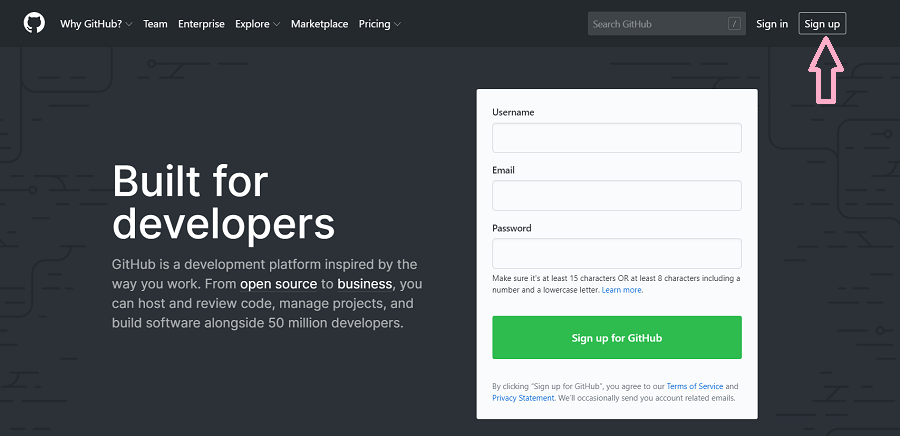 Why GitHub? Team Enterprise Explore Marketplace Pricing Search GitHub / Sign in Sign up
Built for
developers
GitHub is a development platform inspired by the
way you work. From open source to business, you
can host and review code, manage projects, and
build software alongside 50 million developers.
Username
Email
Password
Make sure it's at least 15 characters OR at least 8 characters including a
number and a lowercase letter. Learn more.
Sign up for GitHub
By clicking "Sign up for GitHub", you agree to our Terms of Service and
Privacy Statement. We'll occasionally send you account related emails.